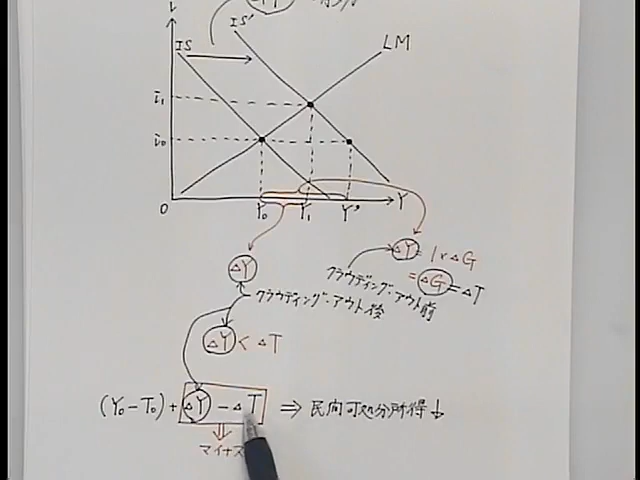 i
IS
IS'
LM
i₁
i₀
O
Y₀
Y₁
Y'
Y
ΔY = 1×ΔG
= ΔG = ΔT
クラウディング・アウト前
ΔY
クラウディング・アウト後
ΔY < ΔT
(Y₀-T₀) + ΔY - ΔT ⇒ 民間可処分所得↓
マイナス